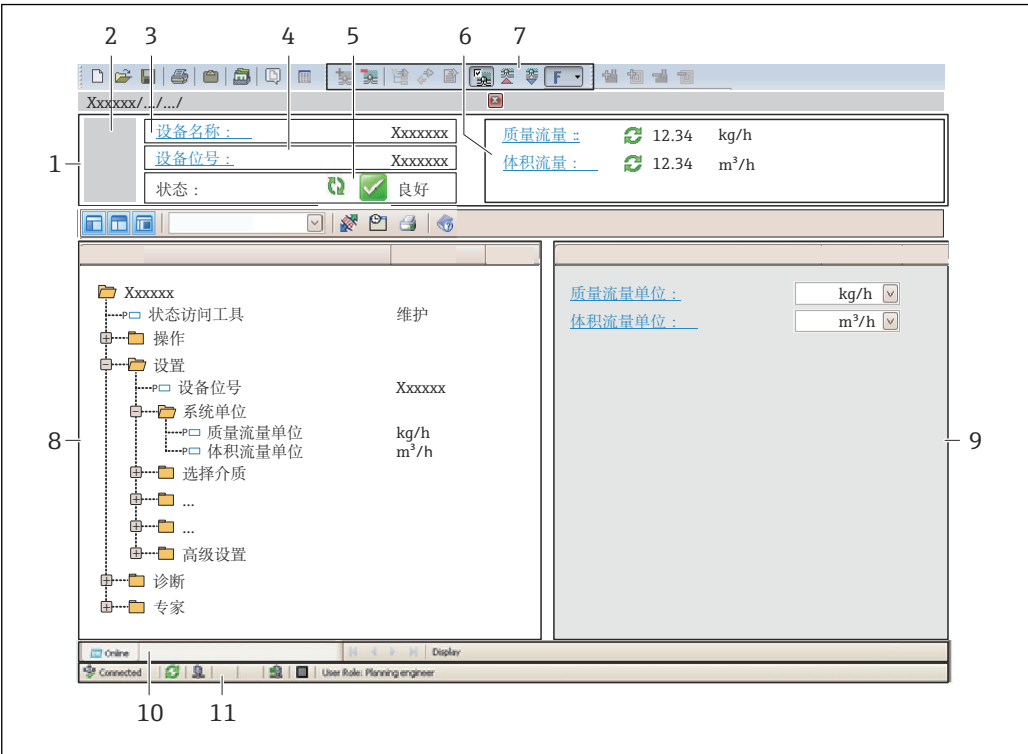 2 3 4 5 6 7
F
Xxxxxx/.../.../
1
设备名称： Xxxxxxx
设备位号： Xxxxxxx
状态： 良好
质量流量： 12.34 kg/h
体积流量： 12.34 m³/h
Xxxxxx
P 状态访问工具 维护
操作
设置
P 设备位号 Xxxxxx
系统单位
P 质量流量单位 kg/h
P 体积流量单位 m³/h
选择介质
...
...
高级设置
诊断
专家
8
质量流量单位： kg/h
体积流量单位： m³/h
9
Online Display
Connected User Role: Planning engineer
10 11